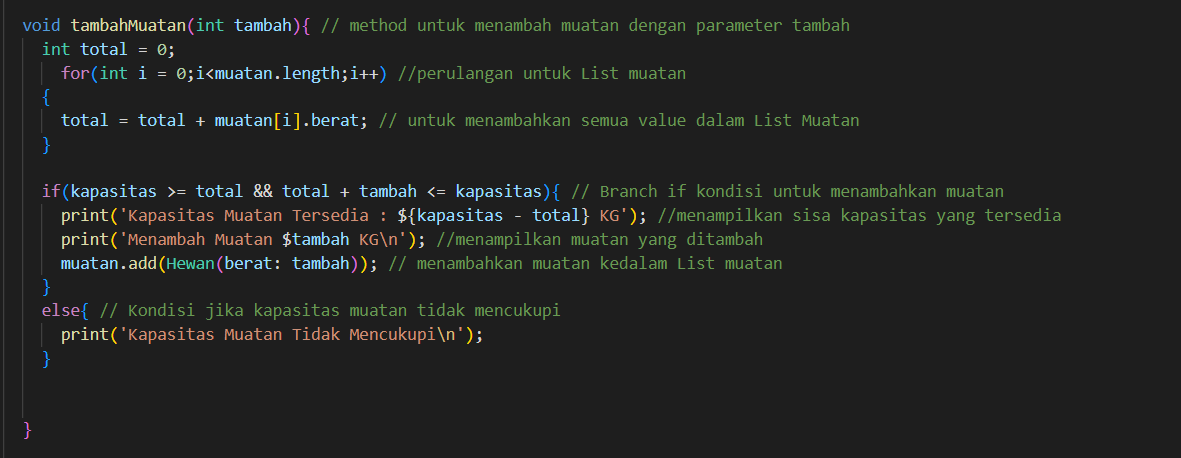 void tambahMuatan(int tambah){ // method untuk menambah muatan dengan parameter tambah
int total = 0;
for(int i = 0;i<muatan.length;i++) //perulangan untuk List muatan
{
total = total + muatan[i].berat; // untuk menambahkan semua value dalam List Muatan
}
if(kapasitas >= total && total + tambah <= kapasitas){ // Branch if kondisi untuk menambahkan muatan
print('Kapasitas Muatan Tersedia : ${kapasitas - total} KG'); //menampilkan sisa kapasitas yang tersedia
print('Menambah Muatan $tambah KG\n'); //menampilkan muatan yang ditambah
muatan.add(Hewan(berat: tambah)); // menambahkan muatan kedalam List muatan
}
else{ // Kondisi jika kapasitas muatan tidak mencukupi
print('Kapasitas Muatan Tidak Mencukupi\n');
}
}